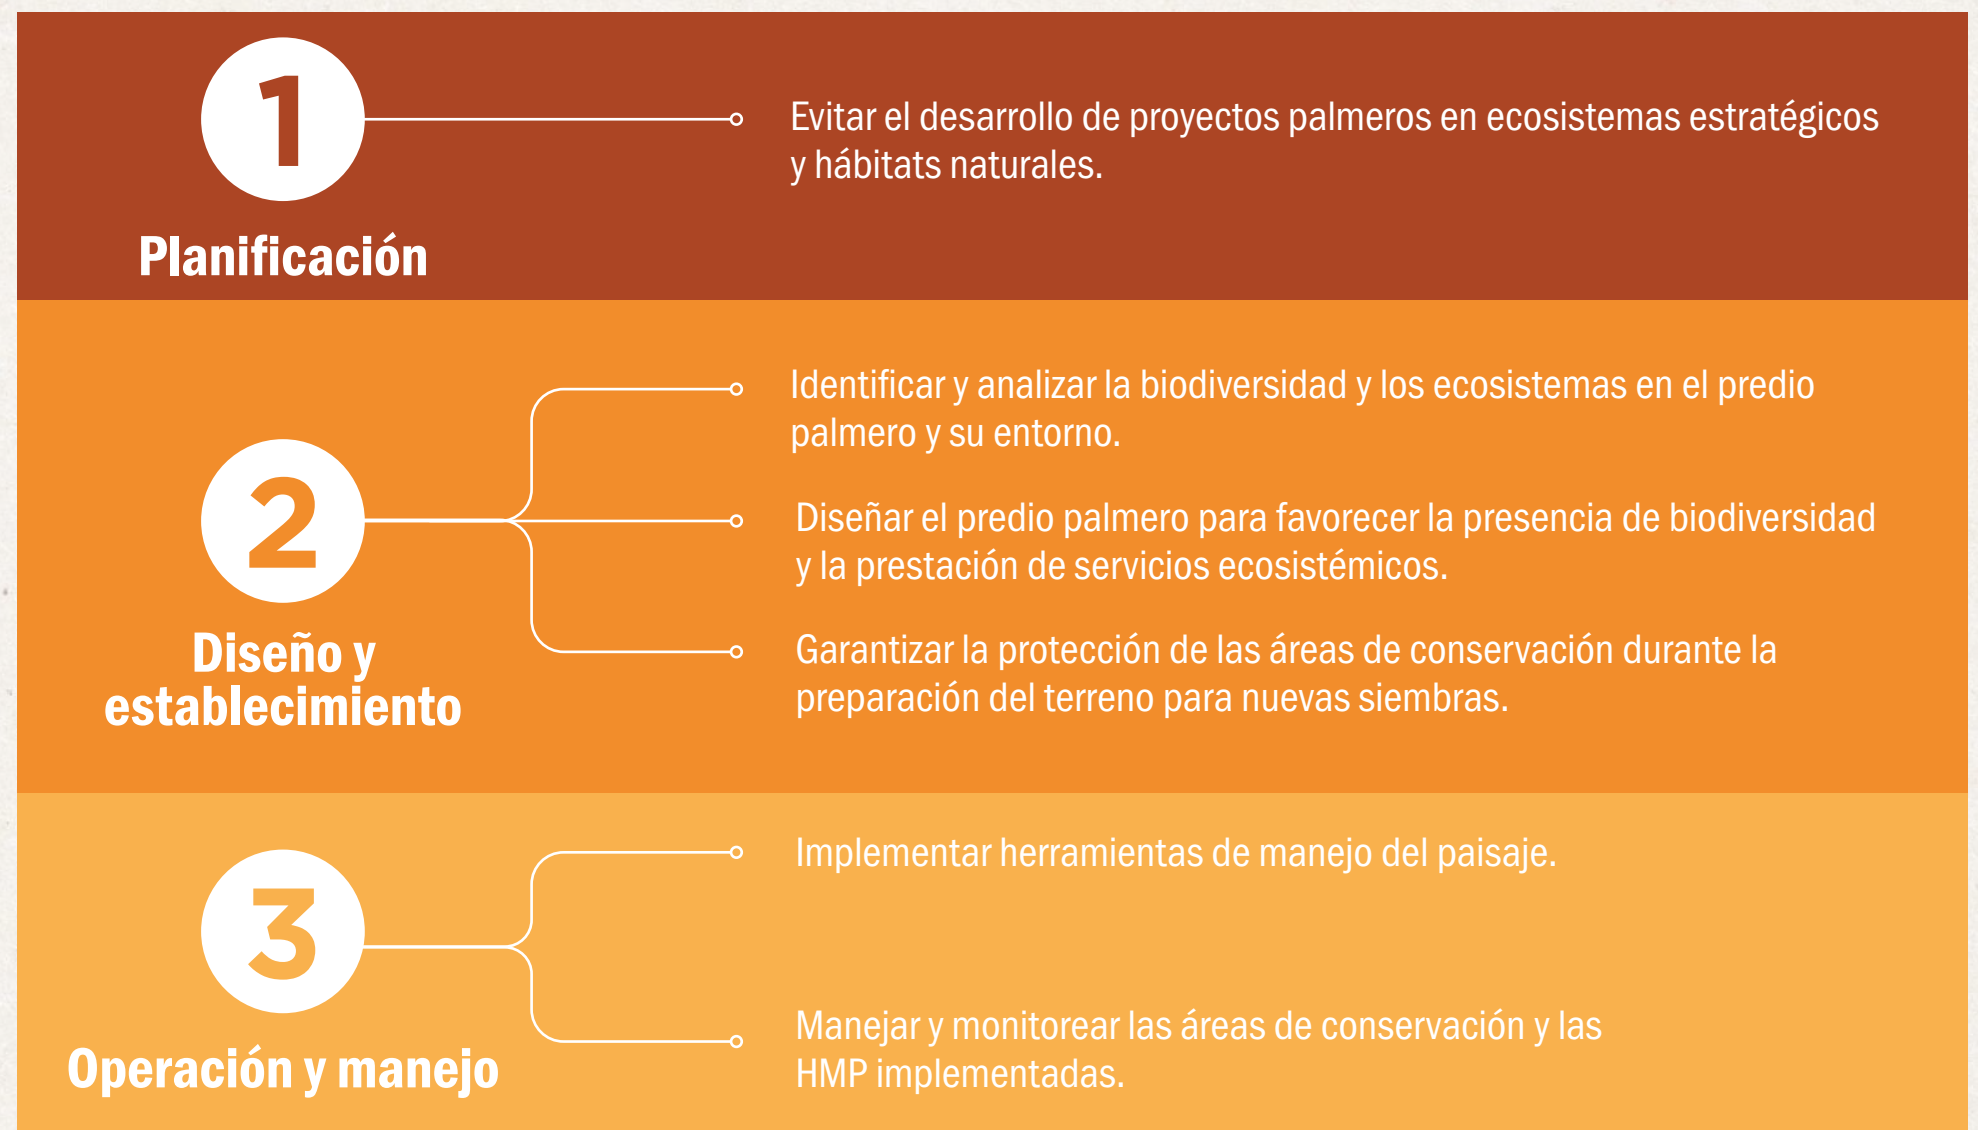 1
Planificación
Evitar el desarrollo de proyectos palmeros en ecosistemas estratégicos
y hábitats naturales.
2
Diseño y
establecimiento
Identificar y analizar la biodiversidad y los ecosistemas en el predio
palmero y su entorno.
Diseñar el predio palmero para favorecer la presencia de biodiversidad
y la prestación de servicios ecosistémicos.
Garantizar la protección de las áreas de conservación durante la
preparación del terreno para nuevas siembras.
3
Operación y manejo
Implementar herramientas de manejo del paisaje.
Manejar y monitorear las áreas de conservación y las
HMP implementadas.